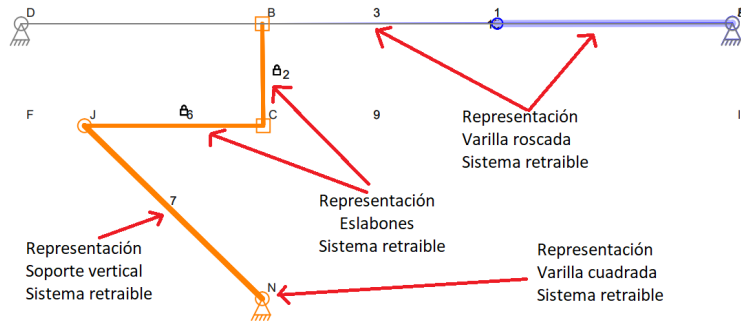 D
B
3
1
F
J
6
2
C
9
Representación
Varilla roscada
Sistema retraible
Representación
Eslabones
Sistema retraible
7
Representación
Soporte vertical
Sistema retraible
N
Representación
Varilla cuadrada
Sistema retraible